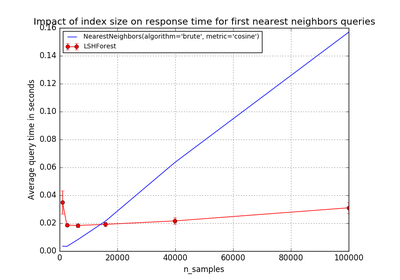 Impact of index size on response time for first nearest neighbors queries
NearestNeighbors(algorithm='brute', metric='cosine')
LSHForest
Average query time in seconds
0.16
0.14
0.12
0.10
0.08
0.06
0.04
0.02
0.00
0 20000 40000 60000 80000 100000
n_samples